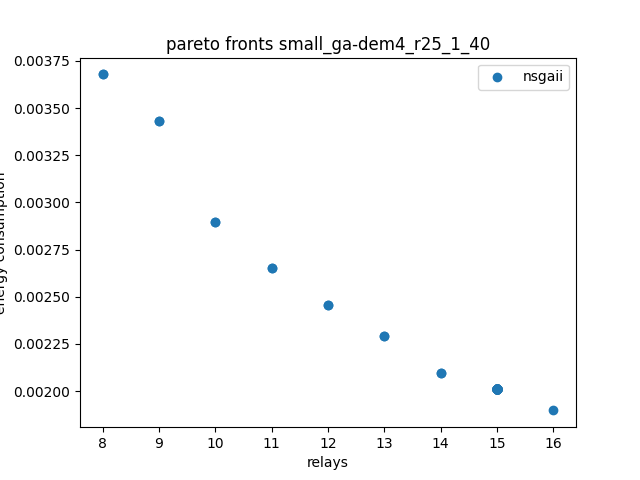 pareto fronts small_ga-dem4_r25_1_40
nsgaii
0.00375
0.00350
0.00325
0.00300
0.00275
0.00250
0.00225
0.00200
energy consumption
8 9 10 11 12 13 14 15 16
relays